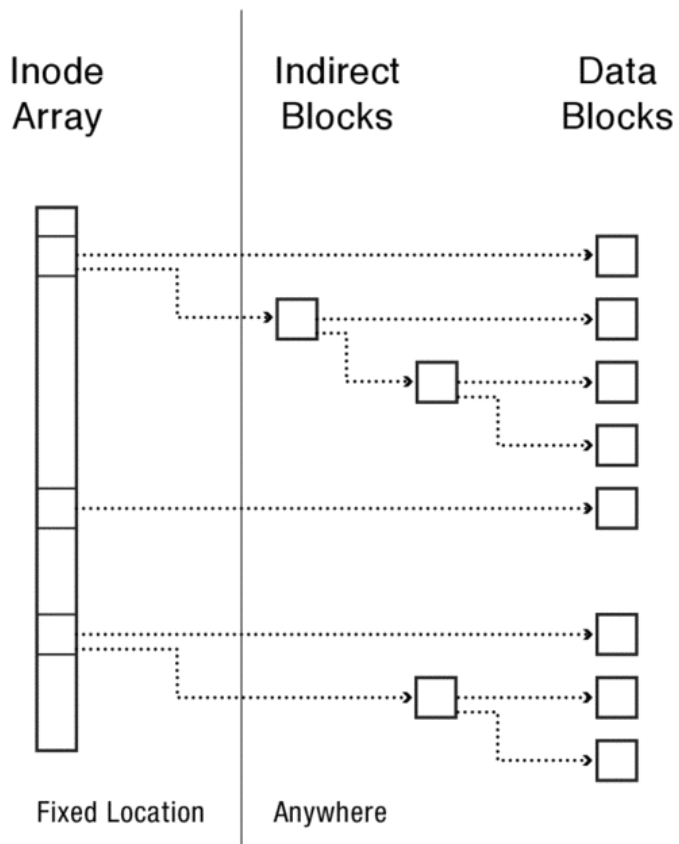 Inode
Array
Indirect
Blocks
Data
Blocks
Fixed Location
Anywhere